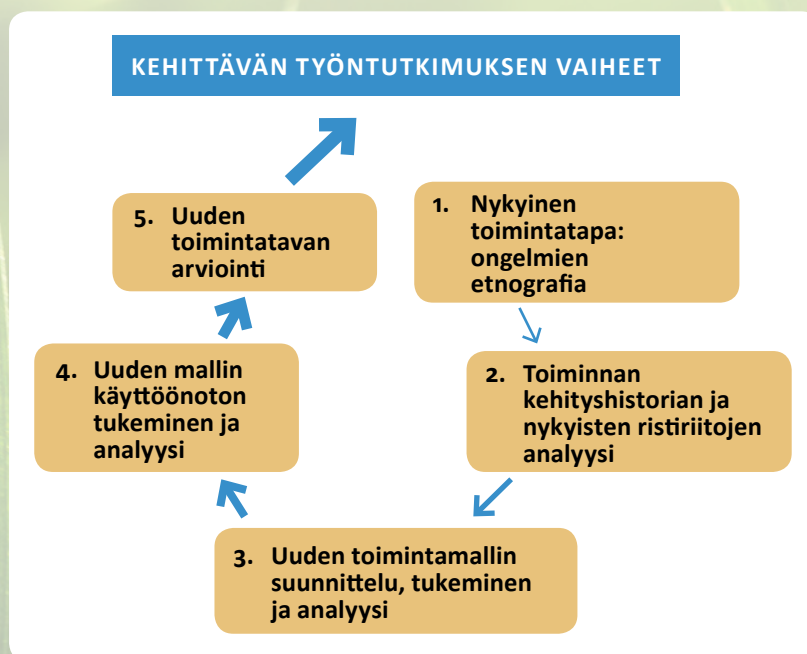 KEHITTÄVÄN TYÖNTUTKIMUKSEN VAIHEET
1. Nykyinen
toimintatapa:
ongelmien
etnografia
2. Toiminnan
kehityshistorian ja
nykyisten ristiriitojen
analyysi
3. Uuden toimintamallin
suunnittelu, tukeminen
ja analyysi
4. Uuden mallin
käyttöönoton
tukeminen ja
analyysi
5. Uuden
toimintatavan
arviointi